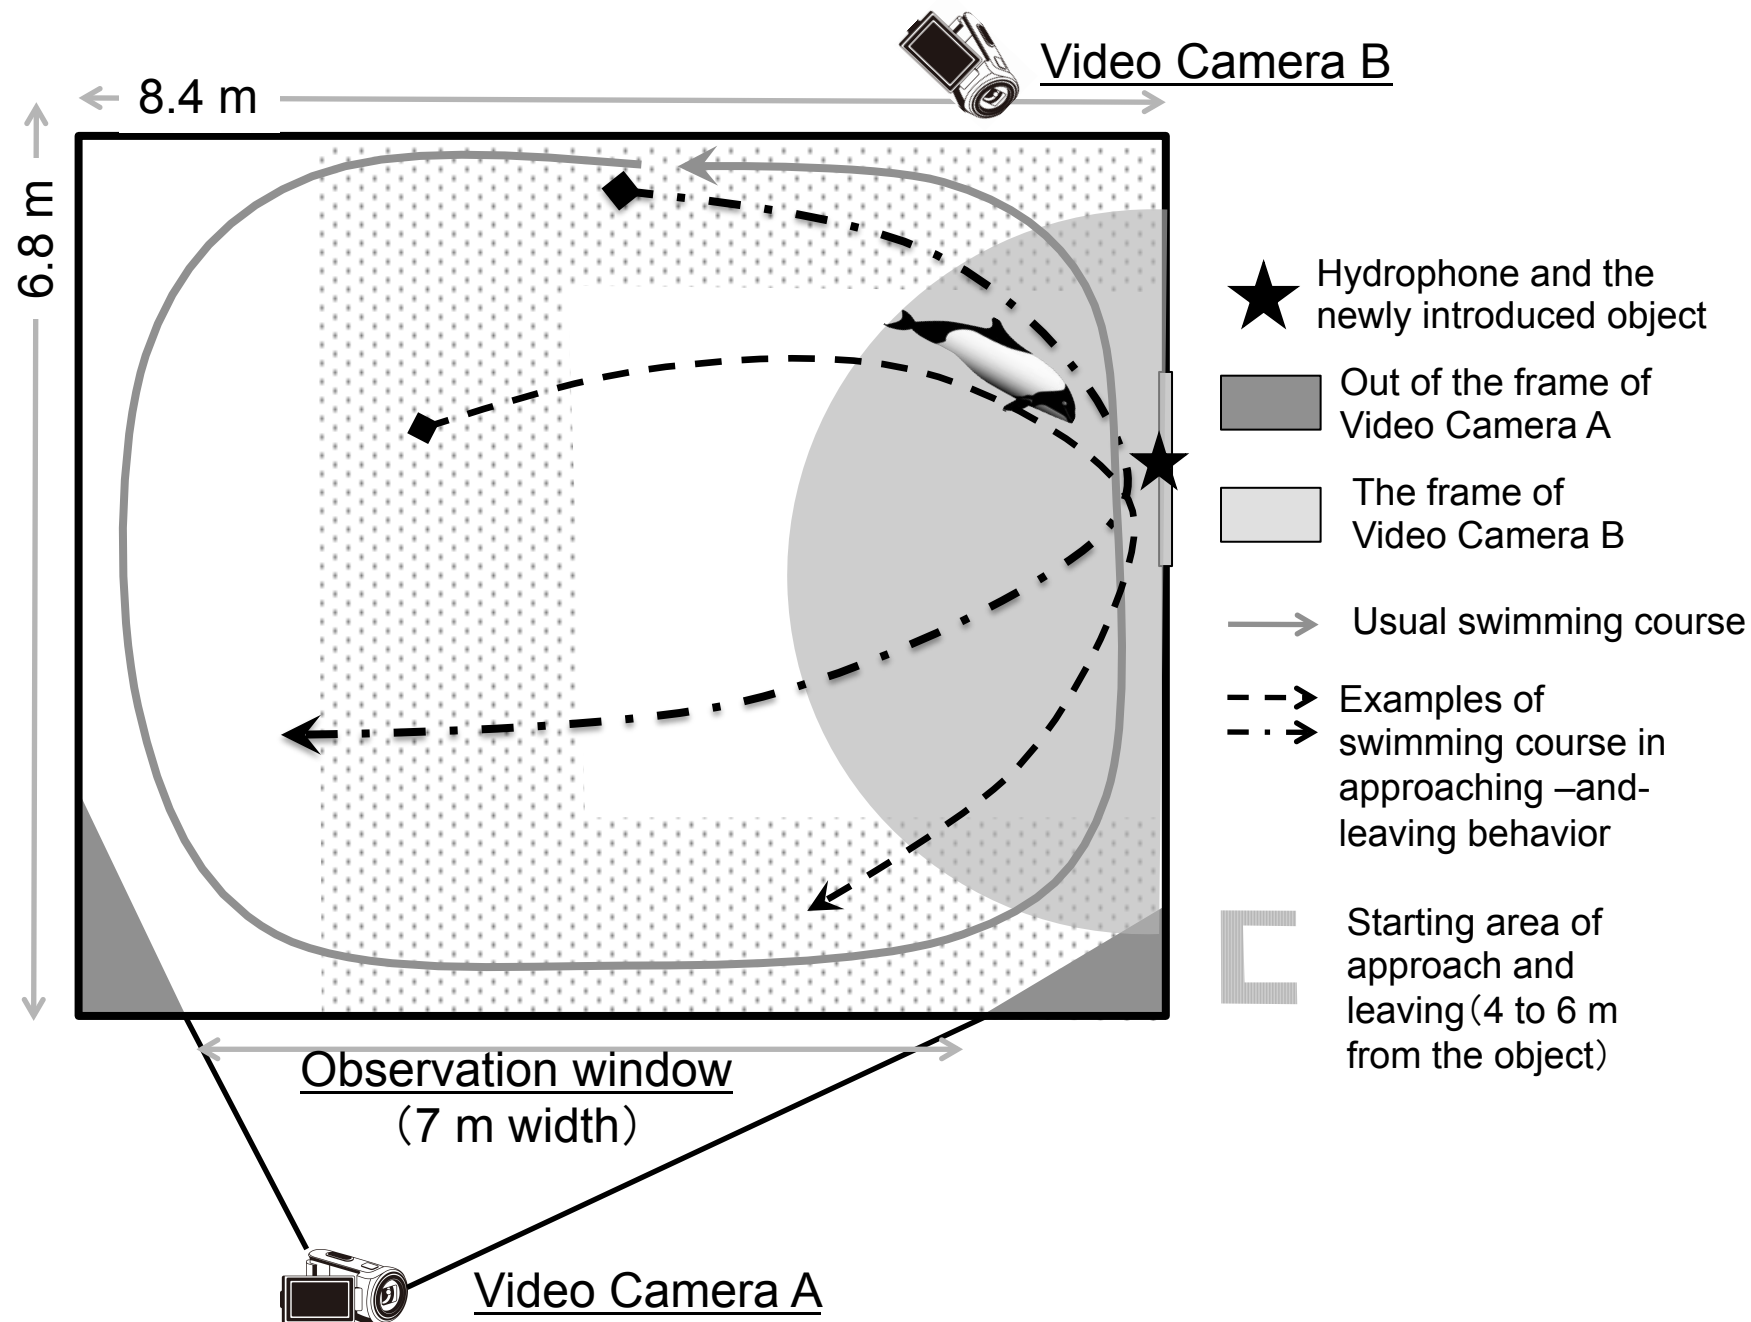 Video Camera B
8.4 m
6.8 m
Hydrophone and the
newly introduced object
Out of the frame of
Video Camera A
The frame of
Video Camera B
Usual swimming course
Examples of
swimming course in
approaching –and-
leaving behavior
Starting area of
approach and
leaving（4 to 6 m
from the object）
Observation window
（7 m width）
Video Camera A